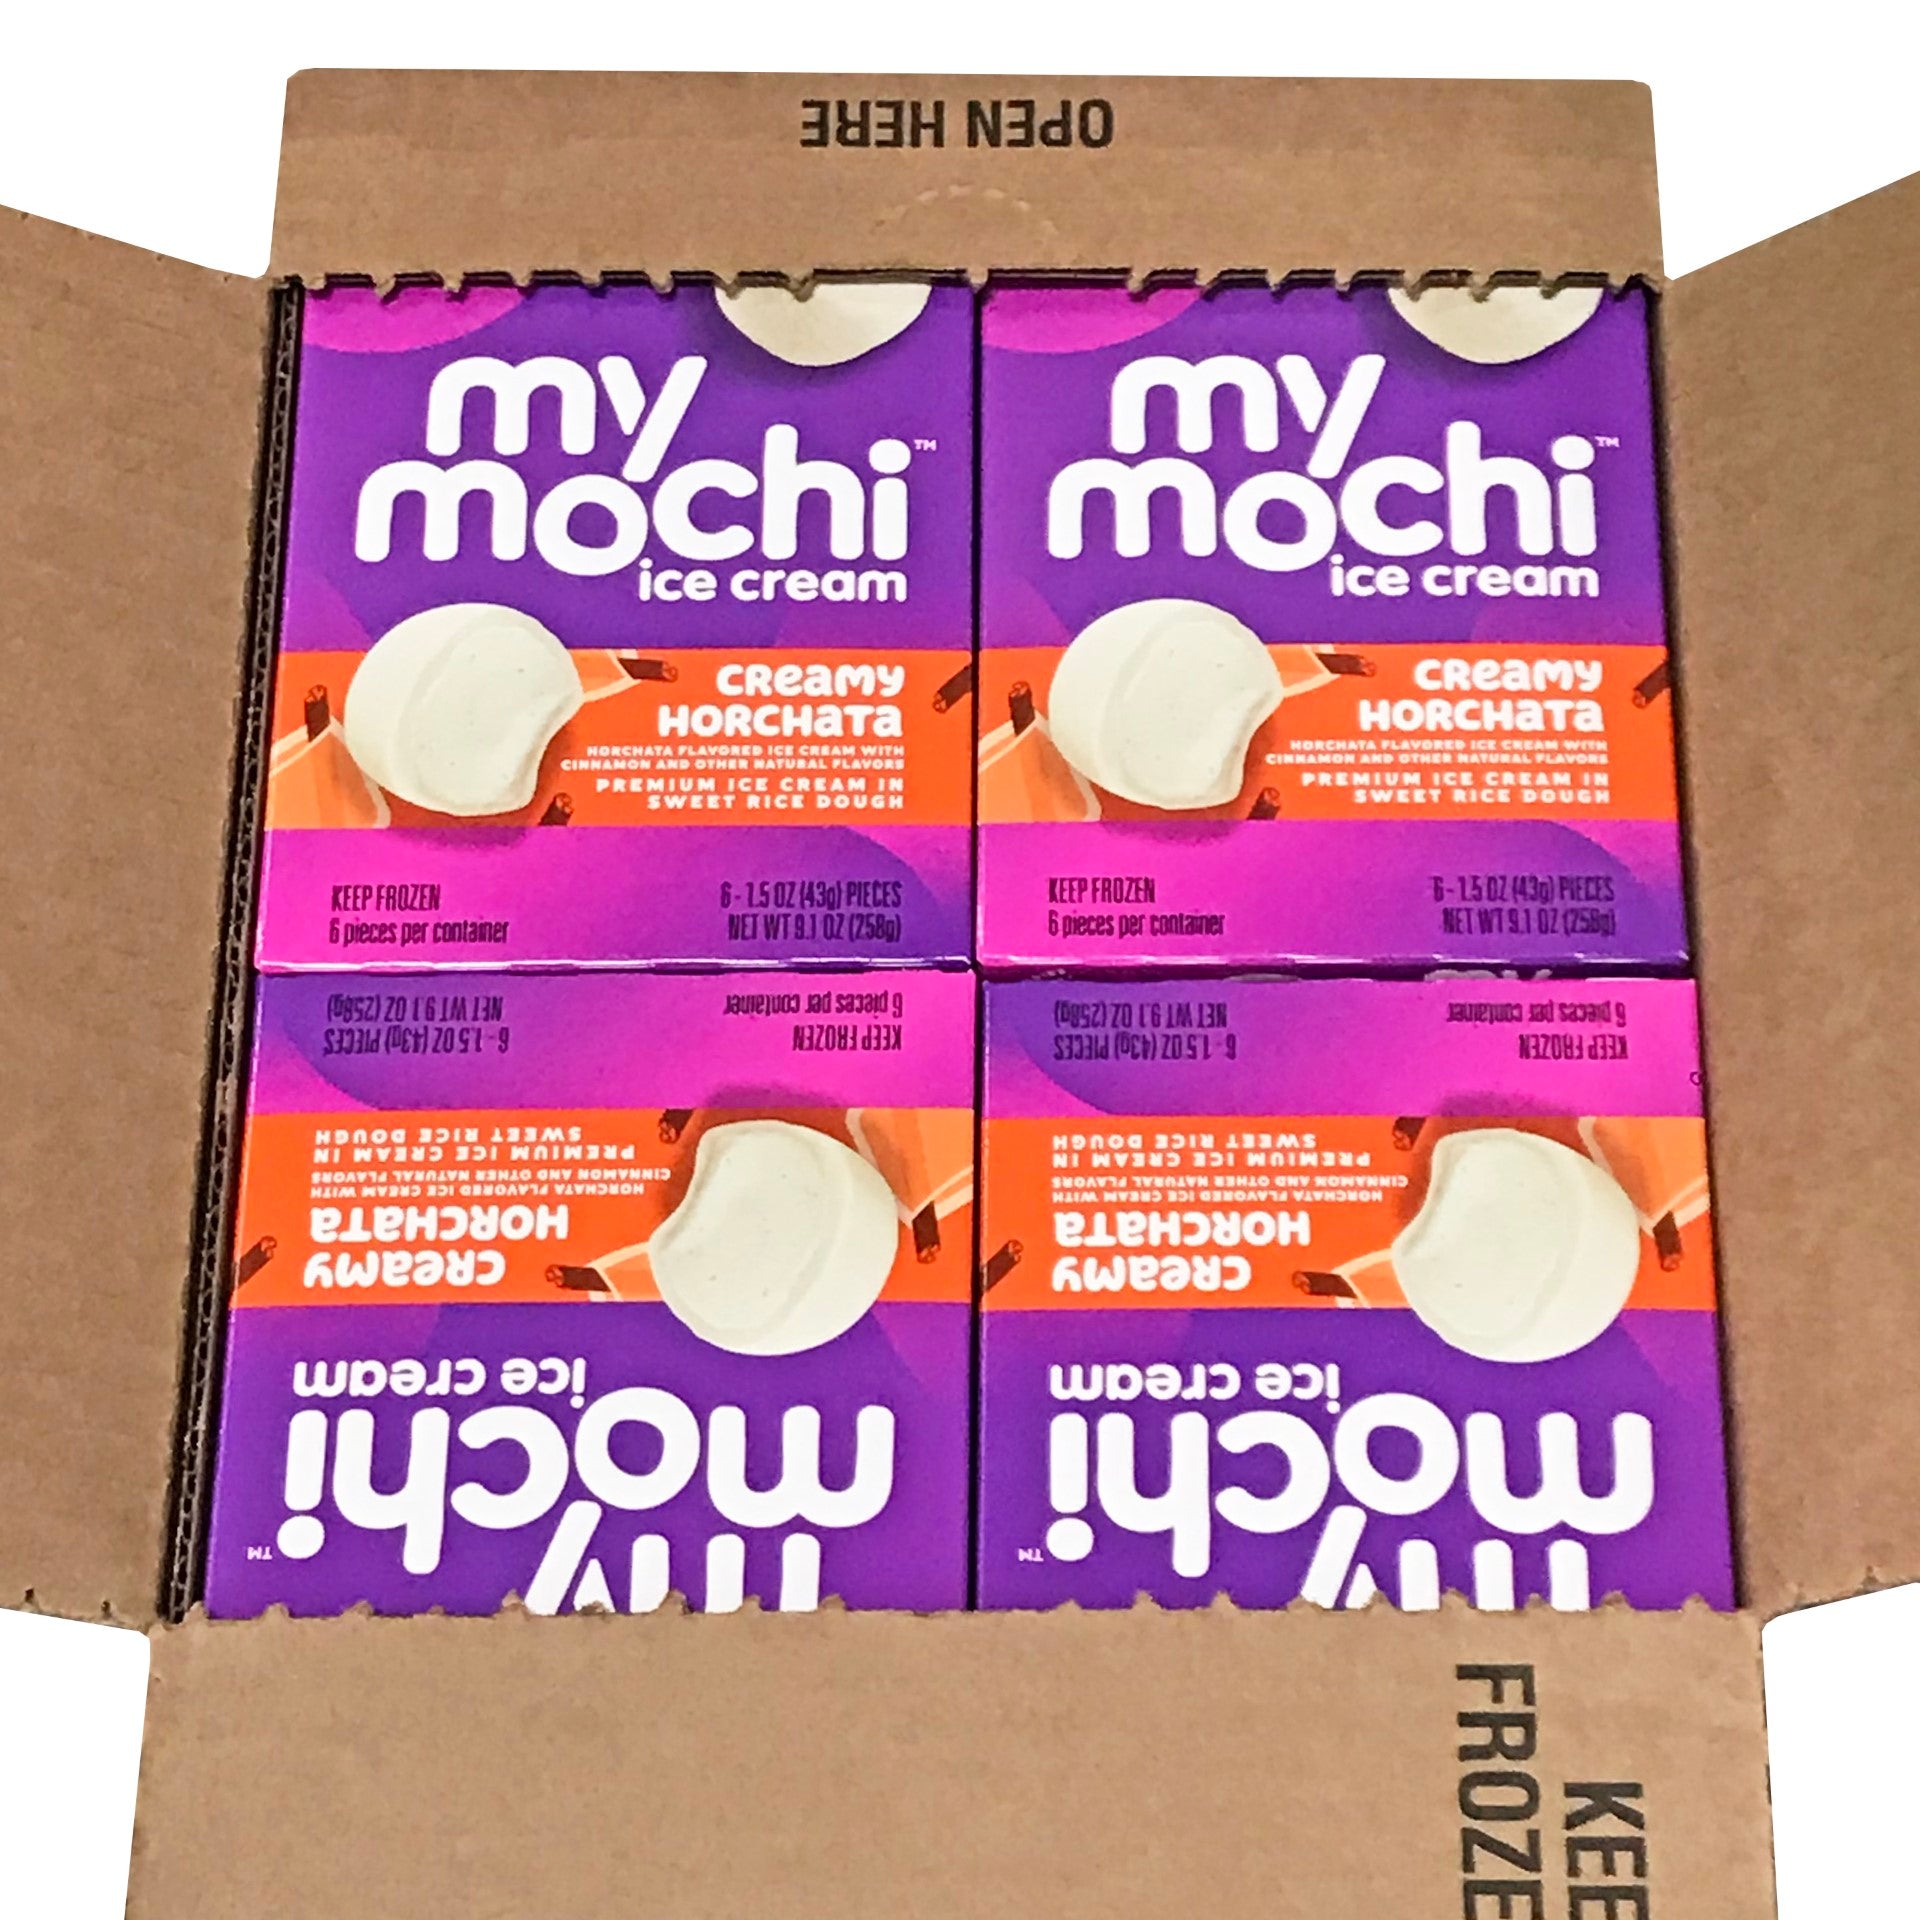 OPEN HERE
my
mochi™
ice cream
CREAMY
HORCHATA
HORCHATA FLAVORED ICE CREAM WITH
CINNAMON AND OTHER NATURAL FLAVORS
PREMIUM ICE CREAM IN
SWEET RICE DOUGH
KEEP FROZEN
6 pieces per container
6 - 1.5 OZ (43g) PIECES
NET WT 9.1 OZ (258g)
my
mochi™
ice cream
CREAMY
HORCHATA
HORCHATA FLAVORED ICE CREAM WITH
CINNAMON AND OTHER NATURAL FLAVORS
PREMIUM ICE CREAM IN
SWEET RICE DOUGH
KEEP FROZEN
6 pieces per container
6 - 1.5 OZ (43g) PIECES
NET WT 9.1 OZ (258g)
my
mochi™
ice cream
CREAMY
HORCHATA
HORCHATA FLAVORED ICE CREAM WITH
CINNAMON AND OTHER NATURAL FLAVORS
PREMIUM ICE CREAM IN
SWEET RICE DOUGH
KEEP FROZEN
6 pieces per container
6 - 1.5 OZ (43g) PIECES
NET WT 9.1 OZ (258g)
my
mochi™
ice cream
CREAMY
HORCHATA
HORCHATA FLAVORED ICE CREAM WITH
CINNAMON AND OTHER NATURAL FLAVORS
PREMIUM ICE CREAM IN
SWEET RICE DOUGH
KEEP FROZEN
6 pieces per container
6 - 1.5 OZ (43g) PIECES
NET WT 9.1 OZ (258g)
KEE
FROZE